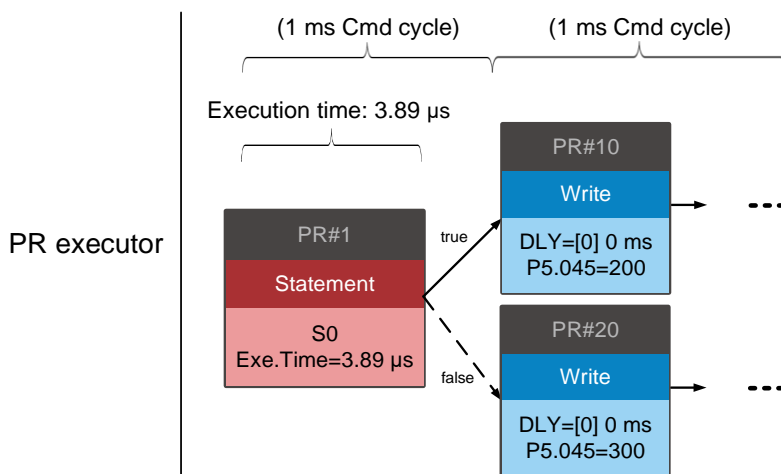 (1 ms Cmd cycle)
(1 ms Cmd cycle)
Execution time: 3.89 µs
PR executor
PR#1
Statement
S0
Exe.Time=3.89 µs
true
false
PR#10
Write
DLY=[0] 0 ms
P5.045=200
PR#20
Write
DLY=[0] 0 ms
P5.045=300